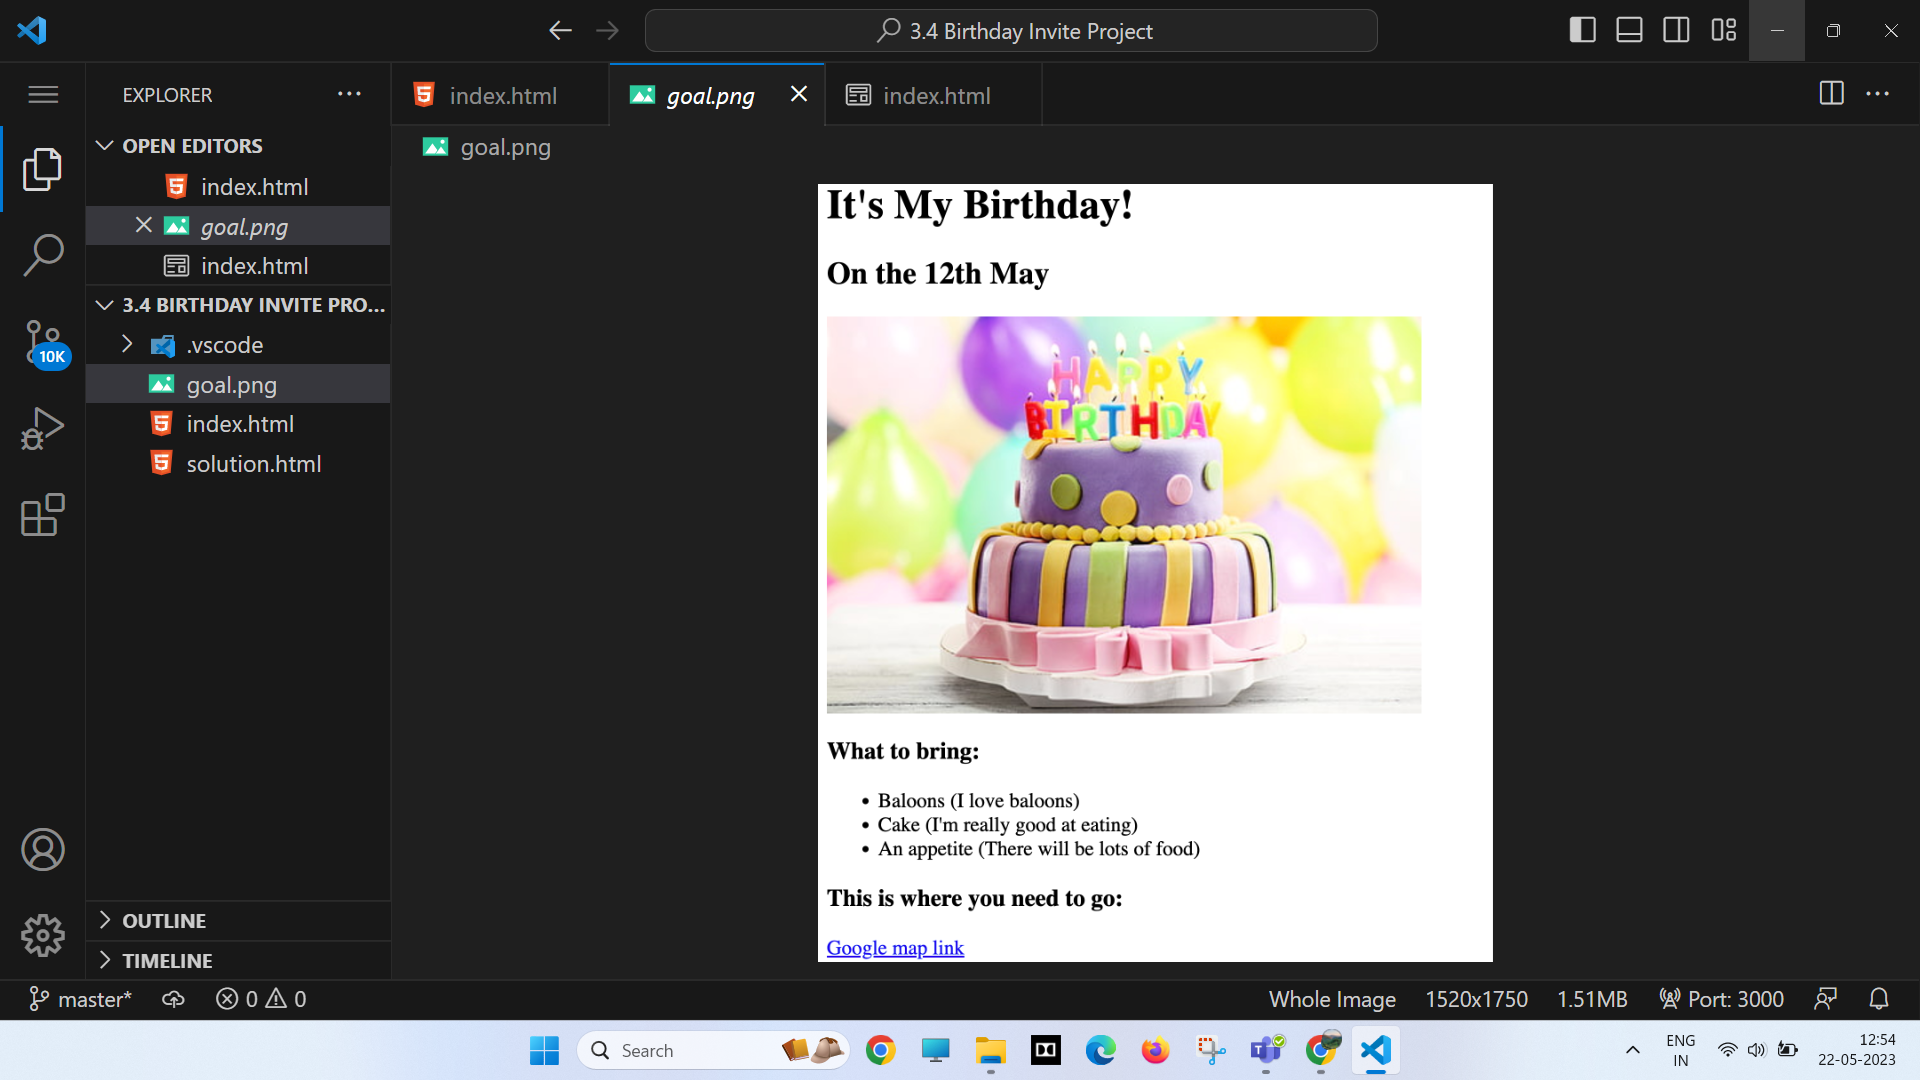 3.4 Birthday Invite Project
EXPLORER
index.html
goal.png
index.html
OPEN EDITORS
index.html
goal.png
index.html
3.4 BIRTHDAY INVITE PRO...
.vscode
goal.png
index.html
solution.html
OUTLINE
TIMELINE
10K
goal.png
It's My Birthday!
On the 12th May
HAPPY
BIRTHDAY
What to bring:
Baloons (I love baloons)
Cake (I'm really good at eating)
An appetite (There will be lots of food)
This is where you need to go:
Google map link
master* 0 0 Whole Image 1520x1750 1.51MB Port: 3000
Search
ENG
IN
12:54
22-05-2023